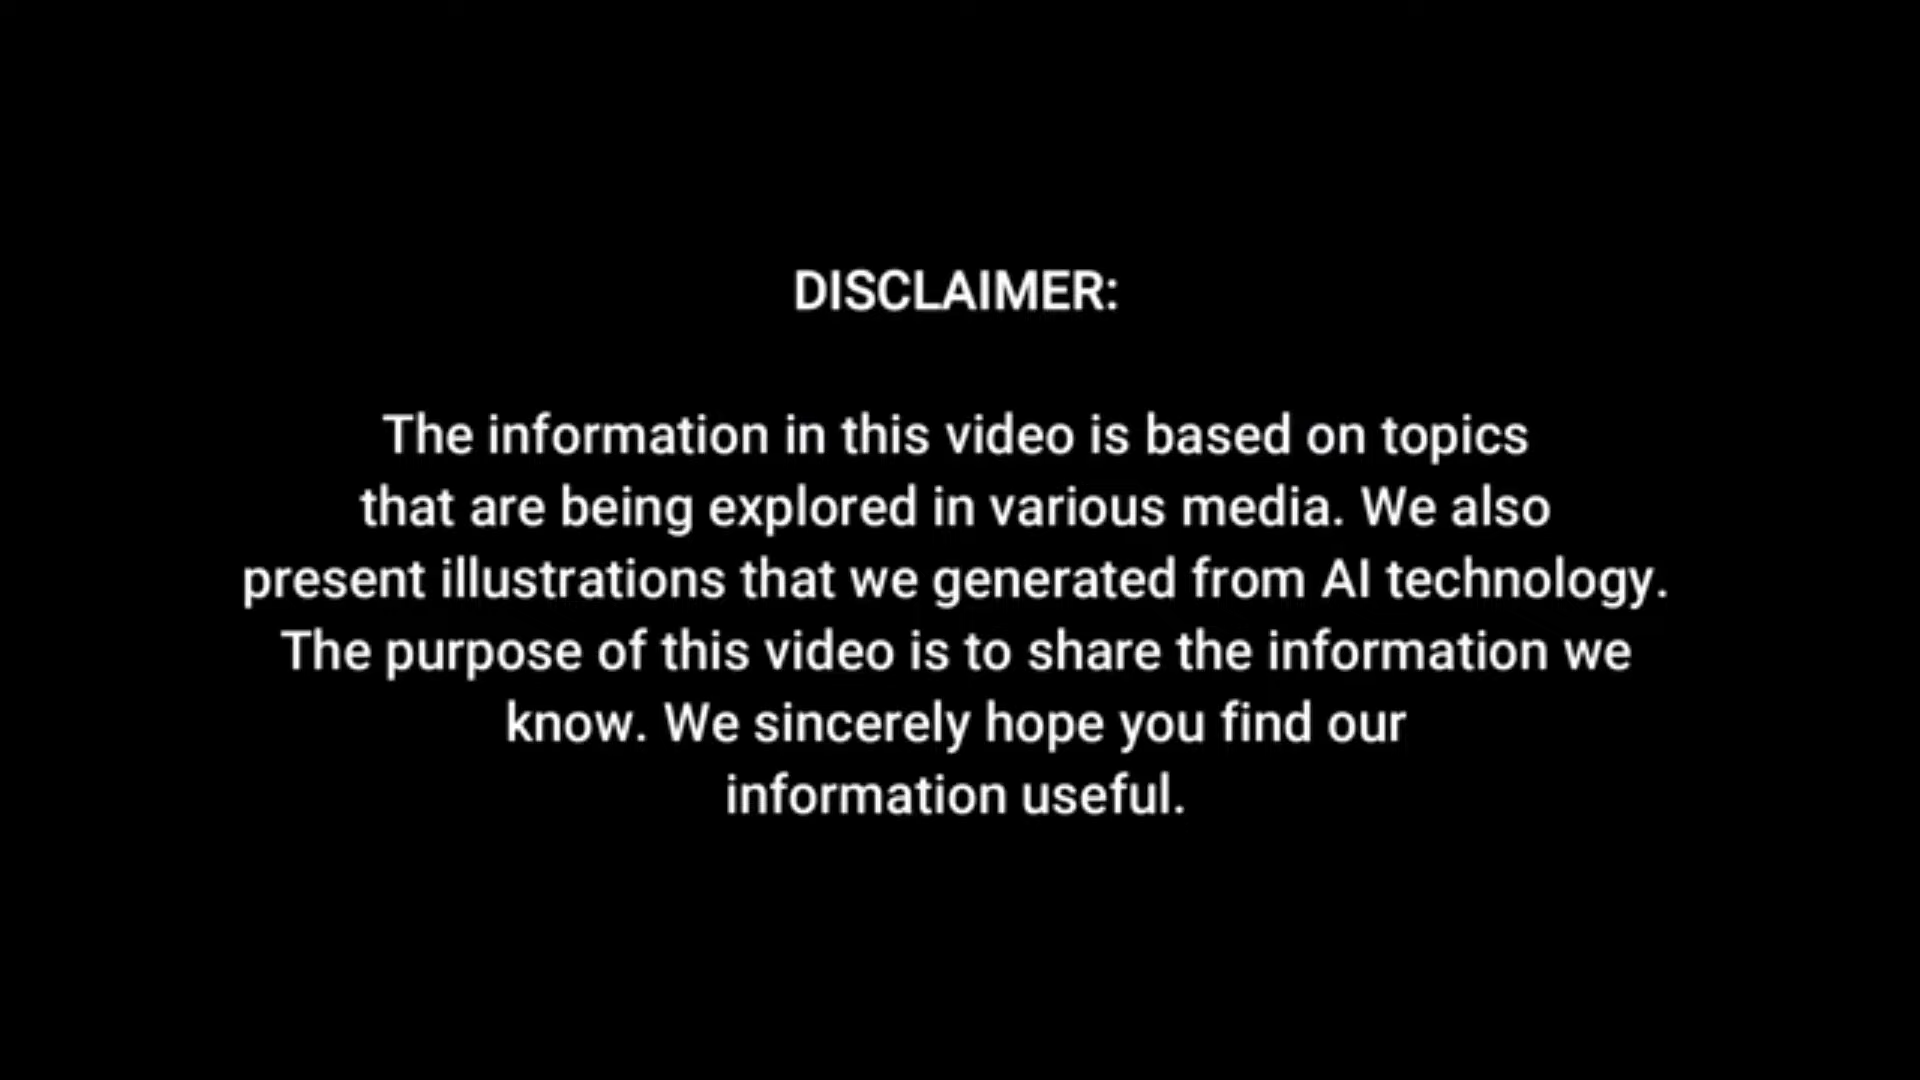 DISCLAIMER:
The information in this video is based on topics
that are being explored in various media. We also
present illustrations that we generated from AI technology.
The purpose of this video is to share the information we
know. We sincerely hope you find our
information useful.